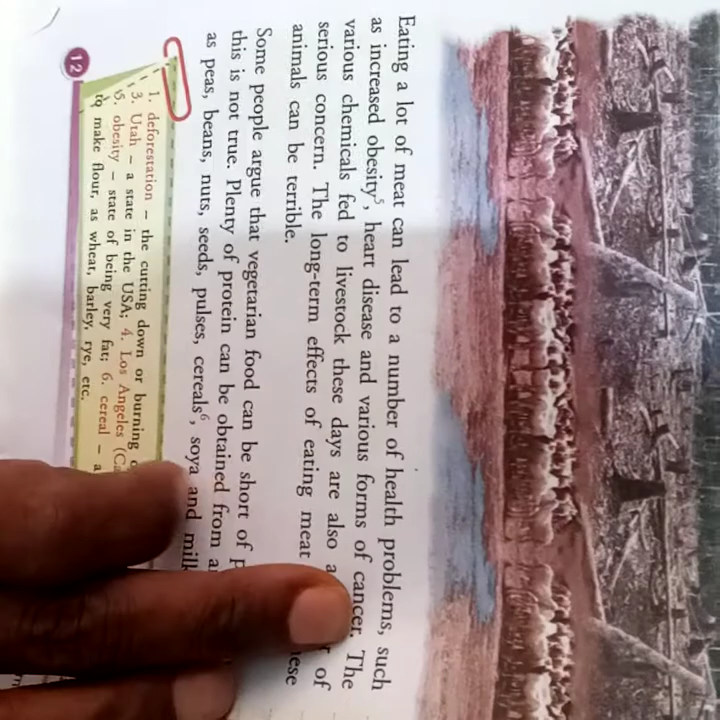 Eating a lot of meat can lead to a number of health problems, such
as increased obesity⁵, heart disease and various forms of cancer. The
various chemicals fed to livestock these days are also a of
serious concern. The long-term effects of eating meat
animals can be terrible.
Some people argue that vegetarian food can be short of
this is not true. Plenty of protein can be obtained from
as peas, beans, nuts, seeds, pulses, cereals⁶, soya and milk
1. deforestation – the cutting down or burning
3. Utah – a state in the USA; 4. Los Angeles
5. obesity – state of being very fat; 6. cereal – a
to make flour, as wheat, barley, rye, etc.
12